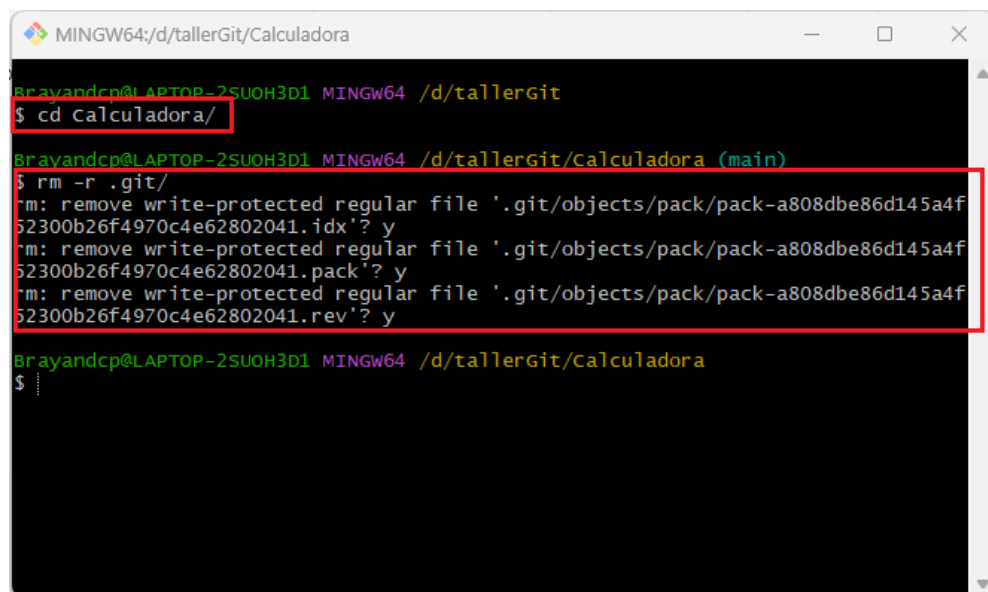 MINGW64:/d/tallerGit/Calculadora
Brayandcp@LAPTOP-2SUOH3D1 MINGW64 /d/tallerGit
$ cd Calculadora/
Brayandcp@LAPTOP-2SUOH3D1 MINGW64 /d/tallerGit/Calculadora (main)
$ rm -r .git/
rm: remove write-protected regular file '.git/objects/pack/pack-a808dbe86d145a4f
52300b26f4970c4e62802041.idx'? y
rm: remove write-protected regular file '.git/objects/pack/pack-a808dbe86d145a4f
52300b26f4970c4e62802041.pack'? y
rm: remove write-protected regular file '.git/objects/pack/pack-a808dbe86d145a4f
52300b26f4970c4e62802041.rev'? y
Brayandcp@LAPTOP-2SUOH3D1 MINGW64 /d/tallerGit/Calculadora
$